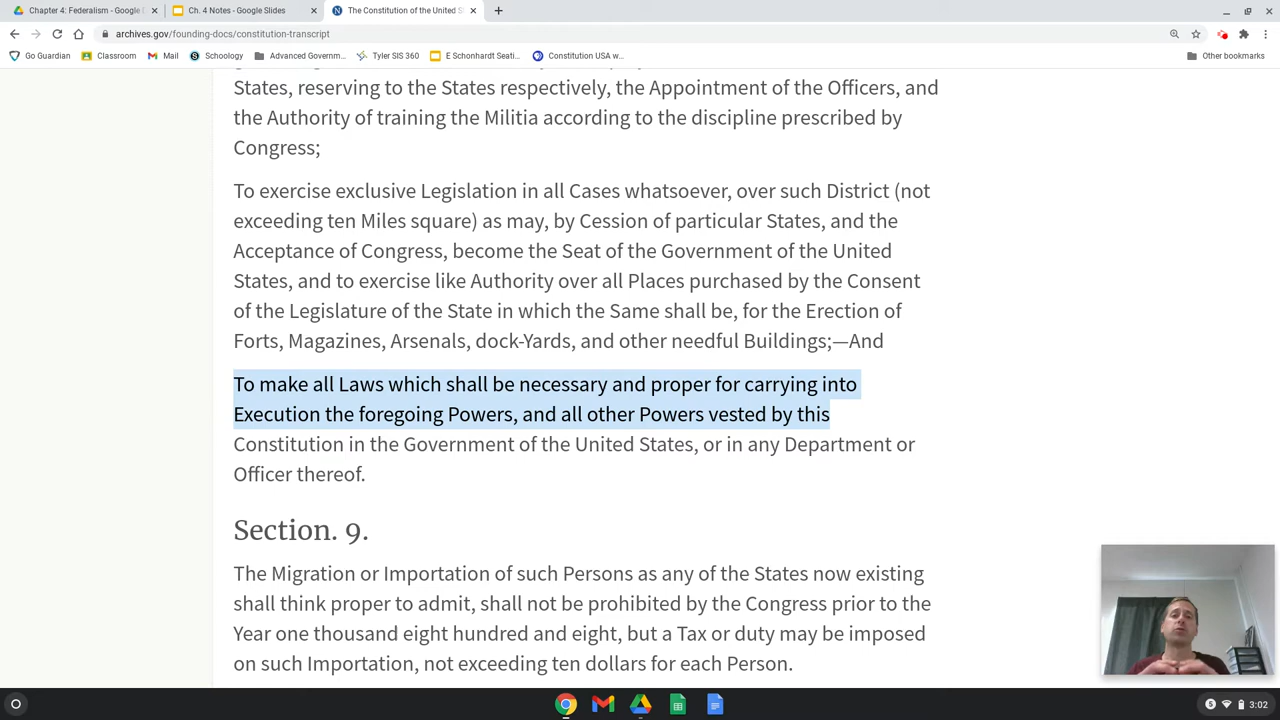 Chapter 4: Federalism - Google D
Ch. 4 Notes - Google Slides
The Constitution of the United S
archives.gov/founding-docs/constitution-transcript
Go Guardian
Classroom
Mail
Schoology
Advanced Governm...
Tyler SIS 360
E Schonhardt Seati...
Constitution USA w...
Other bookmarks
States, reserving to the States respectively, the Appointment of the Officers, and
the Authority of training the Militia according to the discipline prescribed by
Congress;
To exercise exclusive Legislation in all Cases whatsoever, over such District (not
exceeding ten Miles square) as may, by Cession of particular States, and the
Acceptance of Congress, become the Seat of the Government of the United
States, and to exercise like Authority over all Places purchased by the Consent
of the Legislature of the State in which the Same shall be, for the Erection of
Forts, Magazines, Arsenals, dock-Yards, and other needful Buildings;—And
To make all Laws which shall be necessary and proper for carrying into
Execution the foregoing Powers, and all other Powers vested by this
Constitution in the Government of the United States, or in any Department or
Officer thereof.
Section. 9.
The Migration or Importation of such Persons as any of the States now existing
shall think proper to admit, shall not be prohibited by the Congress prior to the
Year one thousand eight hundred and eight, but a Tax or duty may be imposed
on such Importation, not exceeding ten dollars for each Person.
5
3:02